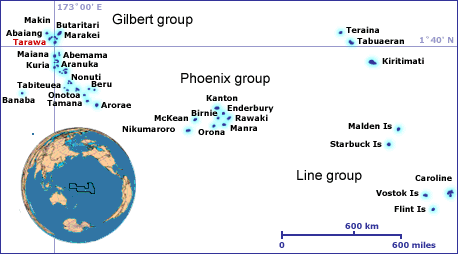 173°00' E
Makin
Butaritari
Gilbert group
Abaiang
Marakei
Tarawa
Teraina
Tabuaeran
1°40' N
Maiana
Abemama
Kuria
Aranuka
Kiritimati
Nonuti
Phoenix group
Tabiteuea
Beru
Banaba
Onotoa
Tamana
Arorae
Kanton
Enderbury
Birnie
McKean
Rawaki
Nikumaroro
Orona
Manra
Malden Is
Starbuck Is
Line group
Caroline
Vostok Is
Flint Is
600 km
0
600 miles